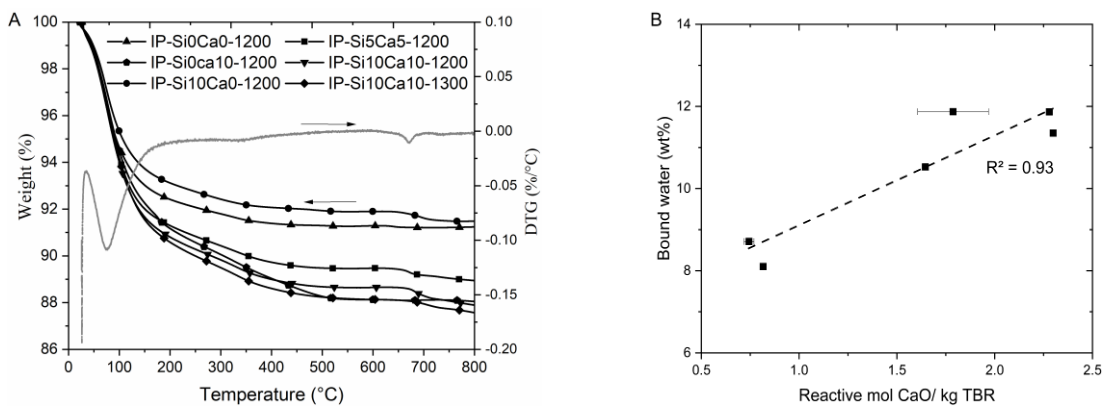 A
IP-Si0Ca0-1200
IP-Si5Ca5-1200
IP-Si0ca10-1200
IP-Si10Ca10-1200
IP-Si10Ca0-1200
IP-Si10Ca10-1300
100
98
96
94
92
90
88
86
Weight (%)
0.10
0.05
0.00
-0.05
-0.10
-0.15
-0.20
DTG (%/°C)
0 100 200 300 400 500 600 700 800
Temperature (°C)
B
14
12
10
8
6
Bound water (wt%)
R² = 0.93
0.5 1.0 1.5 2.0 2.5
Reactive mol CaO/ kg TBR